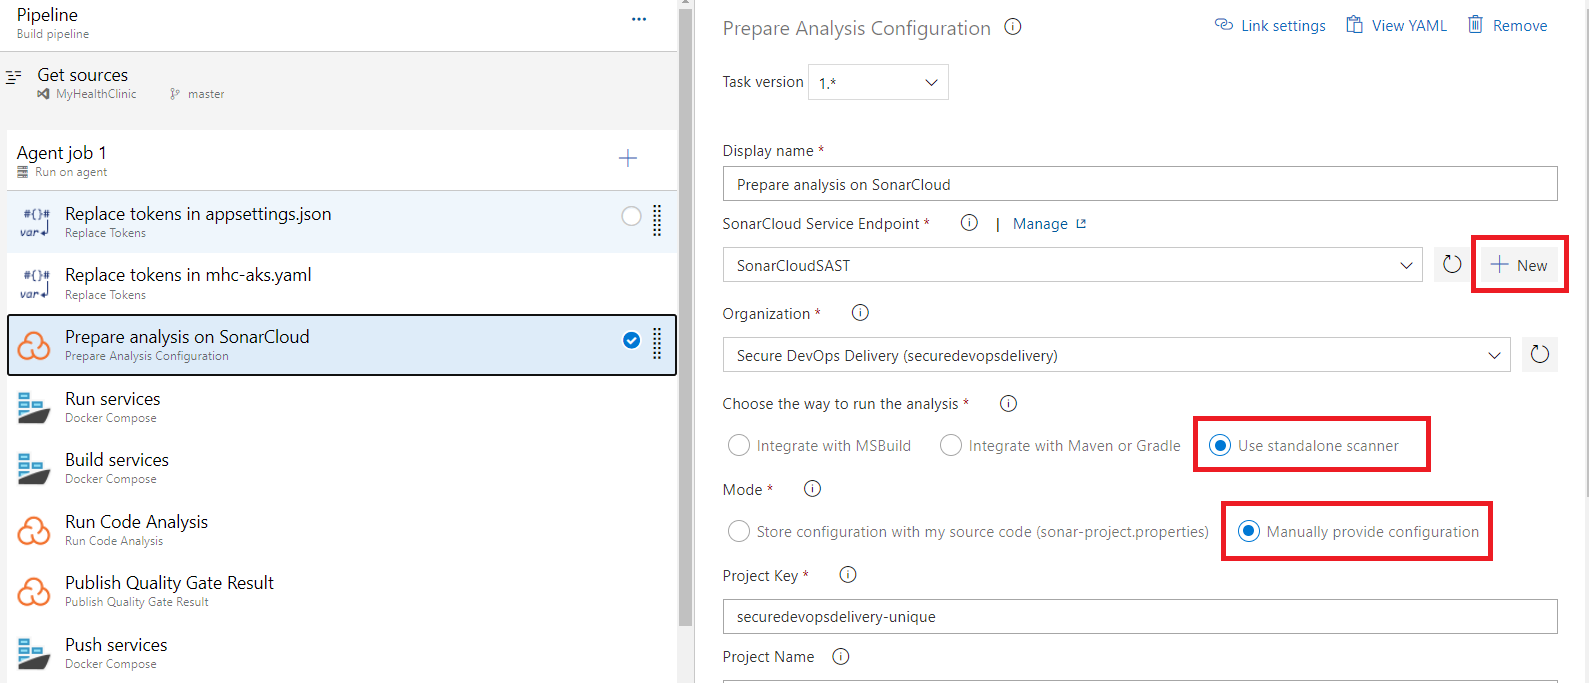 Pipeline
...
Build pipeline
Get sources
MyHealthClinic
master
Agent job 1
Run on agent
#{}#
var
Replace tokens in appsettings.json
Replace Tokens
#{}#
var
Replace tokens in mhc-aks.yaml
Replace Tokens
Prepare analysis on SonarCloud
Prepare Analysis Configuration
Run services
Docker Compose
Build services
Docker Compose
Run Code Analysis
Run Code Analysis
Publish Quality Gate Result
Publish Quality Gate Result
Push services
Docker Compose
Prepare Analysis Configuration
Link settings
View YAML
Remove
Task version
1.*
Display name *
Prepare analysis on SonarCloud
SonarCloud Service Endpoint * | Manage
SonarCloudSAST
+ New
Organization *
Secure DevOps Delivery (securedevopsdelivery)
Choose the way to run the analysis *
Integrate with MSBuild
Integrate with Maven or Gradle
Use standalone scanner
Mode *
Store configuration with my source code (sonar-project.properties)
Manually provide configuration
Project Key *
securedevopsdelivery-unique
Project Name